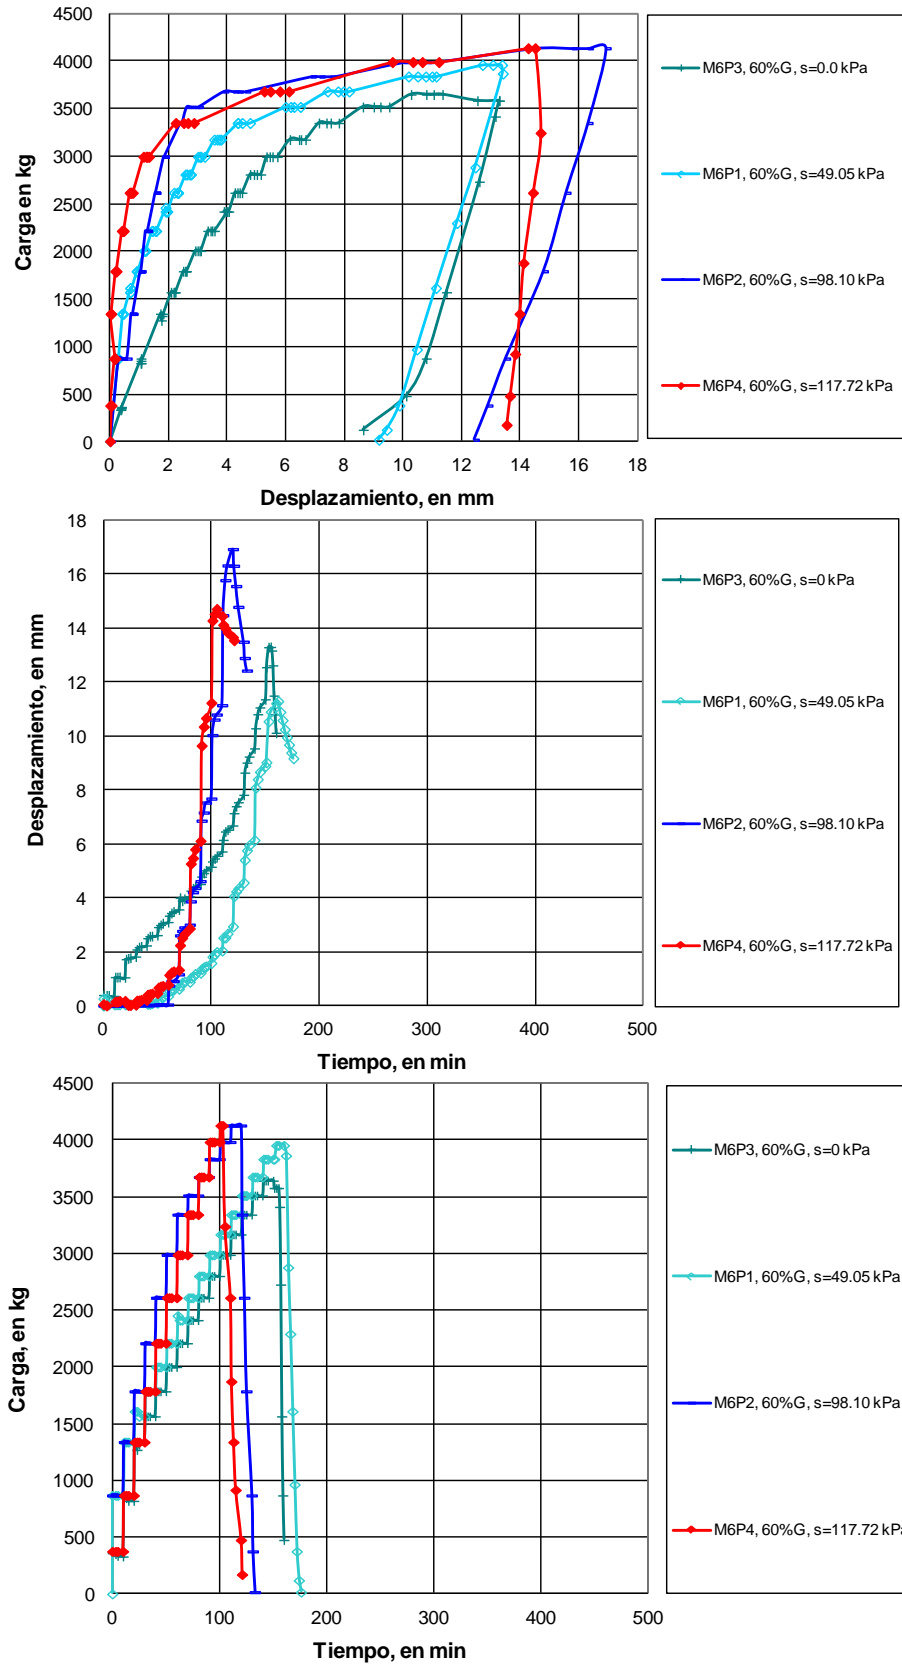 4500
4000
3500
3000
2500
2000
1500
1000
500
0
Carga en kg
0 2 4 6 8 10 12 14 16 18
Desplazamiento, en mm
M6P3, 60%G, s=0.0 kPa
M6P1, 60%G, s=49.05 kPa
M6P2, 60%G, s=98.10 kPa
M6P4, 60%G, s=117.72 kPa
18
16
14
12
10
8
6
4
2
0
Desplazamiento, en mm
0 100 200 300 400 500
Tiempo, en min
M6P3, 60%G, s=0 kPa
M6P1, 60%G, s=49.05 kPa
M6P2, 60%G, s=98.10 kPa
M6P4, 60%G, s=117.72 kPa
4500
4000
3500
3000
2500
2000
1500
1000
500
0
Carga, en kg
0 100 200 300 400 500
Tiempo, en min
M6P3, 60%G, s=0 kPa
M6P1, 60%G, s=49.05 kPa
M6P2, 60%G, s=98.10 kPa
M6P4, 60%G, s=117.72 kPa